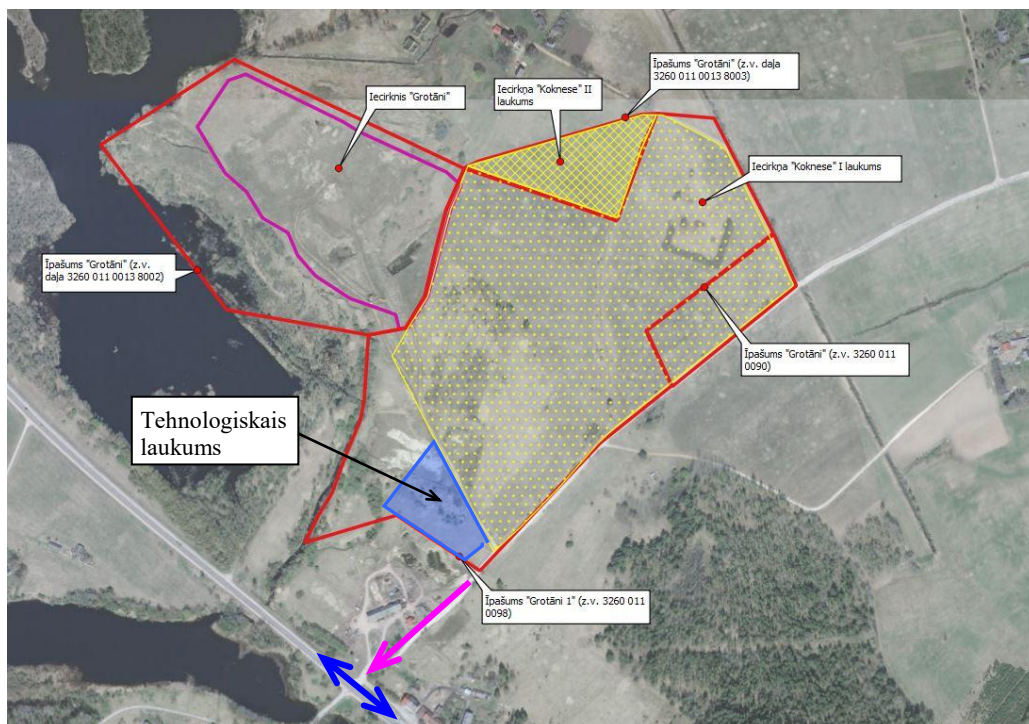 Īpašums "Grotāni" (z.v. daļa
3260 011 0013 8003)
Iecirkņa "Koknese" II
laukums
Iecirknis "Grotāni"
Iecirkņa "Koknese" I laukums
Īpašums "Grotāni" (z.v.
daļa 3260 011 0013 8002)
Īpašums "Grotāni" (z.v. 3260 011
0090)
Tehnoloģiskais
laukums
Īpašums "Grotāni 1" (z.v. 3260 011
0098)